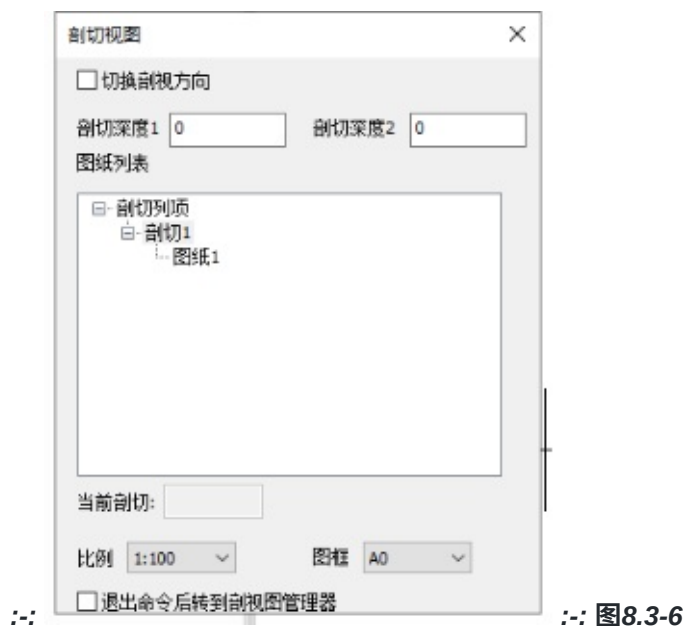 剖切视图
切换剖视方向
剖切深度1 0 剖切深度2 0
图纸列表
剖切列项
剖切1
图纸1
当前剖切:
比例 1:100 图框 A0
退出命令后转到剖视图管理器
;-; ;-; 图8.3-6